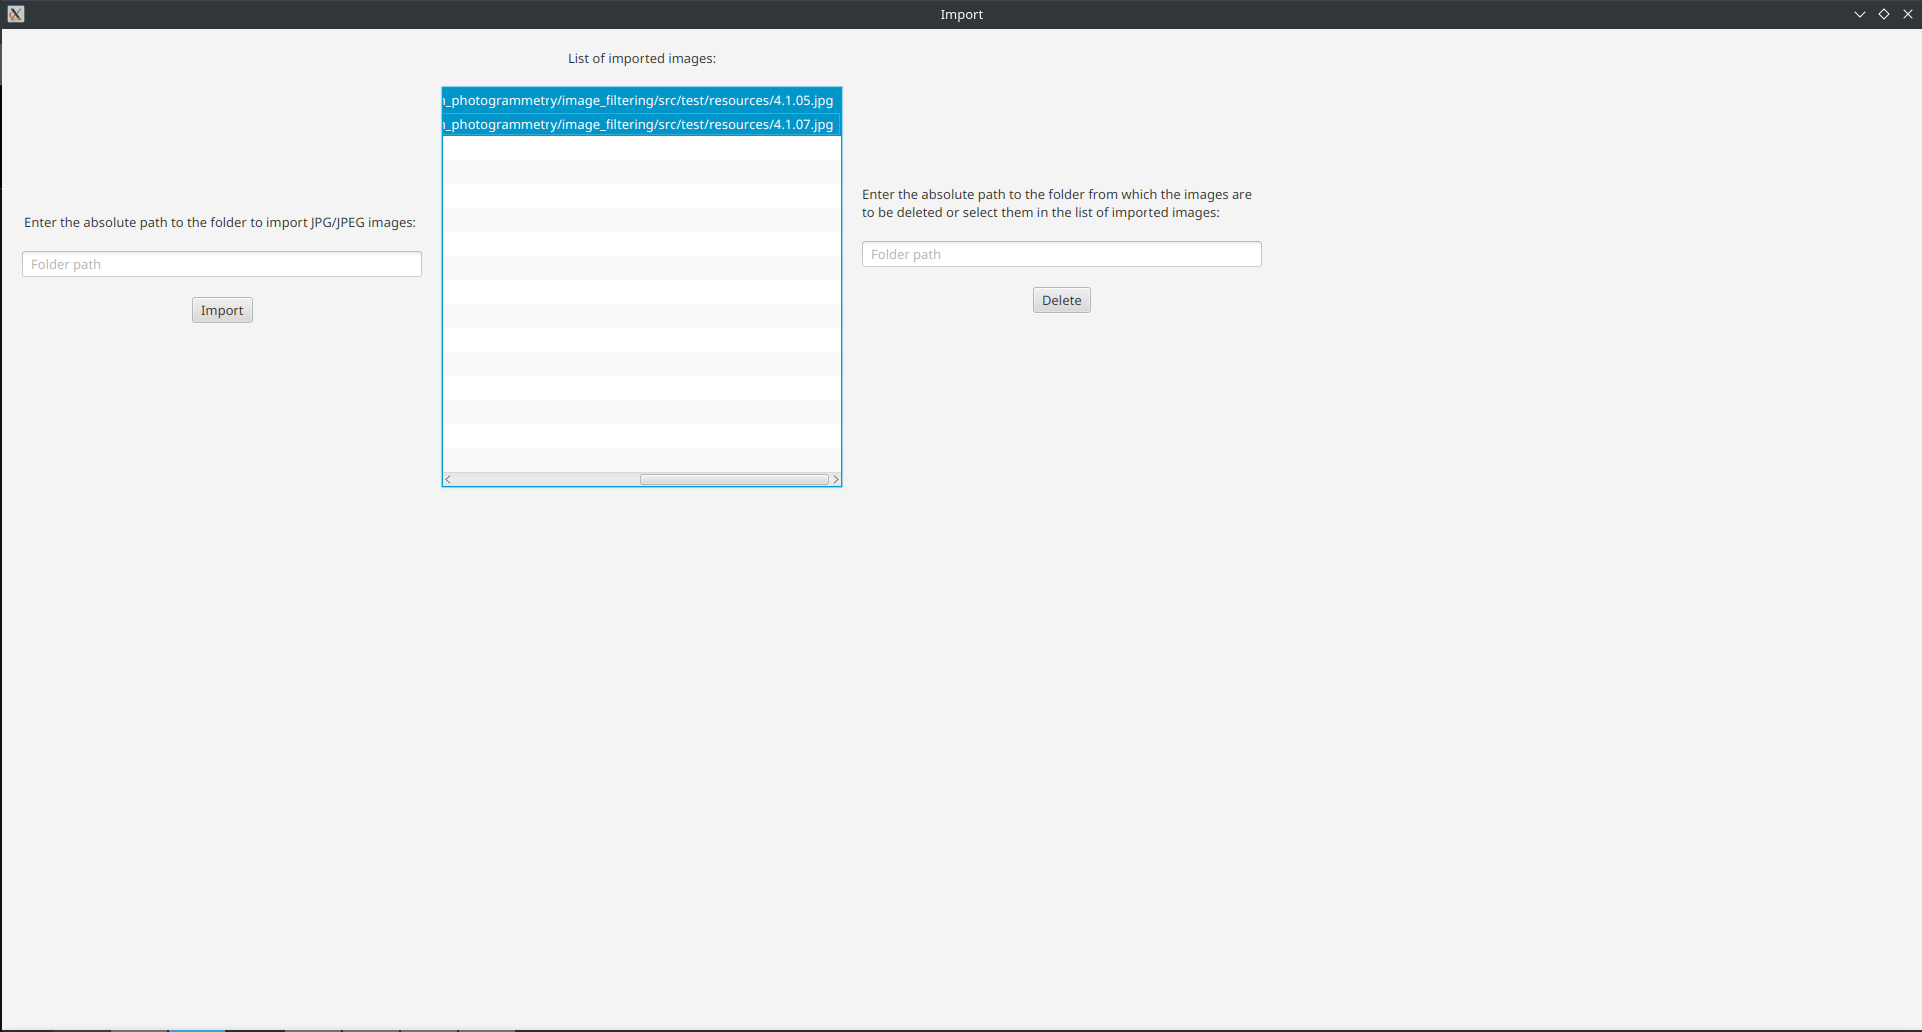 Import
List of imported images:
_photogrammetry/image_filtering/src/test/resources/4.1.05.jpg
_photogrammetry/image_filtering/src/test/resources/4.1.07.jpg
Enter the absolute path to the folder to import JPG/JPEG images:
Folder path
Import
Enter the absolute path to the folder from which the images are
to be deleted or select them in the list of imported images:
Folder path
Delete